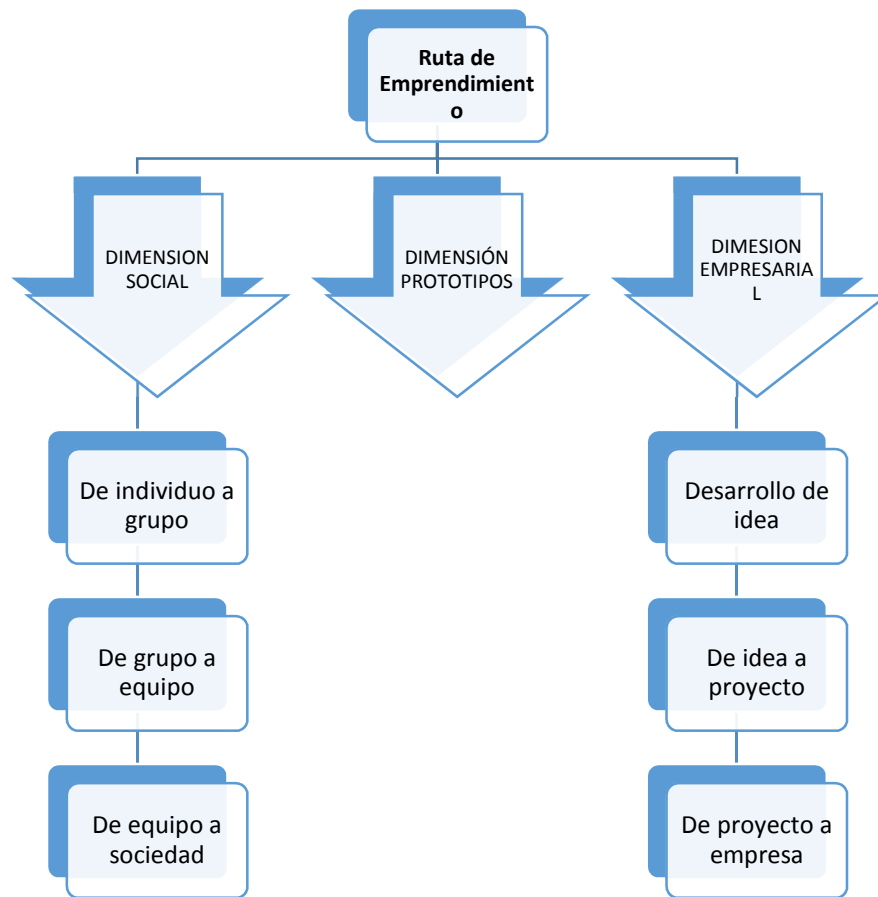 Ruta de
Emprendimient
o
DIMENSION
SOCIAL
DIMENSIÓN
PROTOTIPOS
DIMESION
EMPRESARIA
L
De individuo a
grupo
De grupo a
equipo
De equipo a
sociedad
Desarrollo de
idea
De idea a
proyecto
De proyecto a
empresa